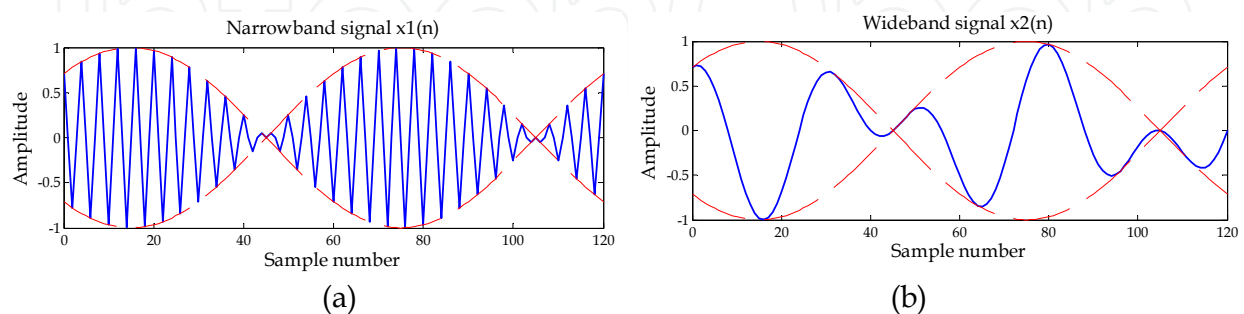 Narrowband signal x1(n)
Amplitude
1
0.5
0
-0.5
-1
0 20 40 60 80 100 120
Sample number
(a)
Wideband signal x2(n)
Amplitude
1
0.5
0
-0.5
-1
0 20 40 60 80 100 120
Sample number
(b)